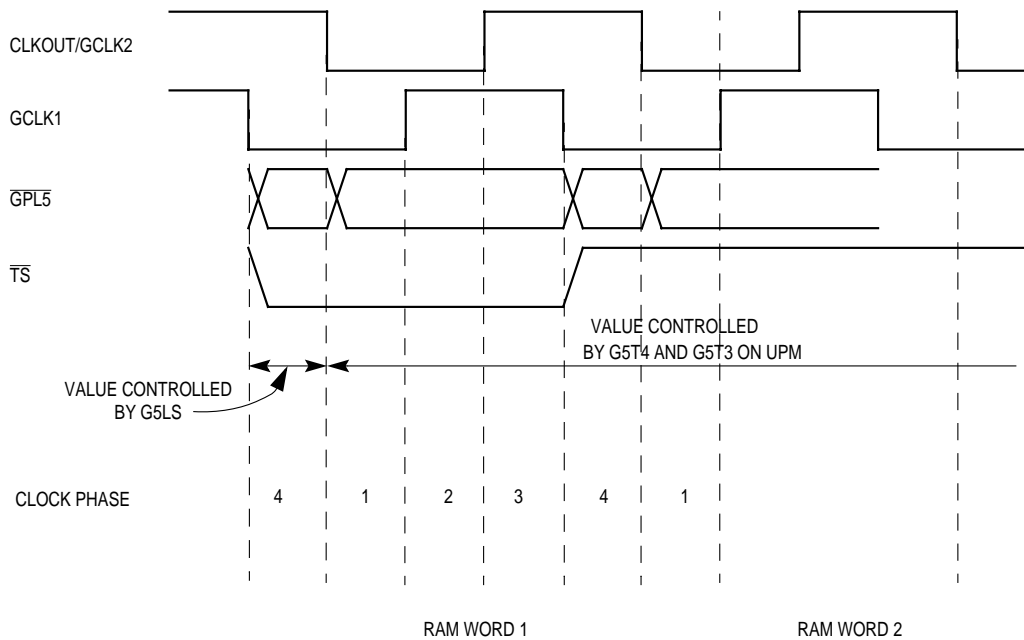 CLKOUT/GCLK2
GCLK1
GPL5
TS
VALUE CONTROLLED
BY G5T4 AND G5T3 ON UPM
VALUE CONTROLLED
BY G5LS
CLOCK PHASE 4 1 2 3 4 1
RAM WORD 1 RAM WORD 2